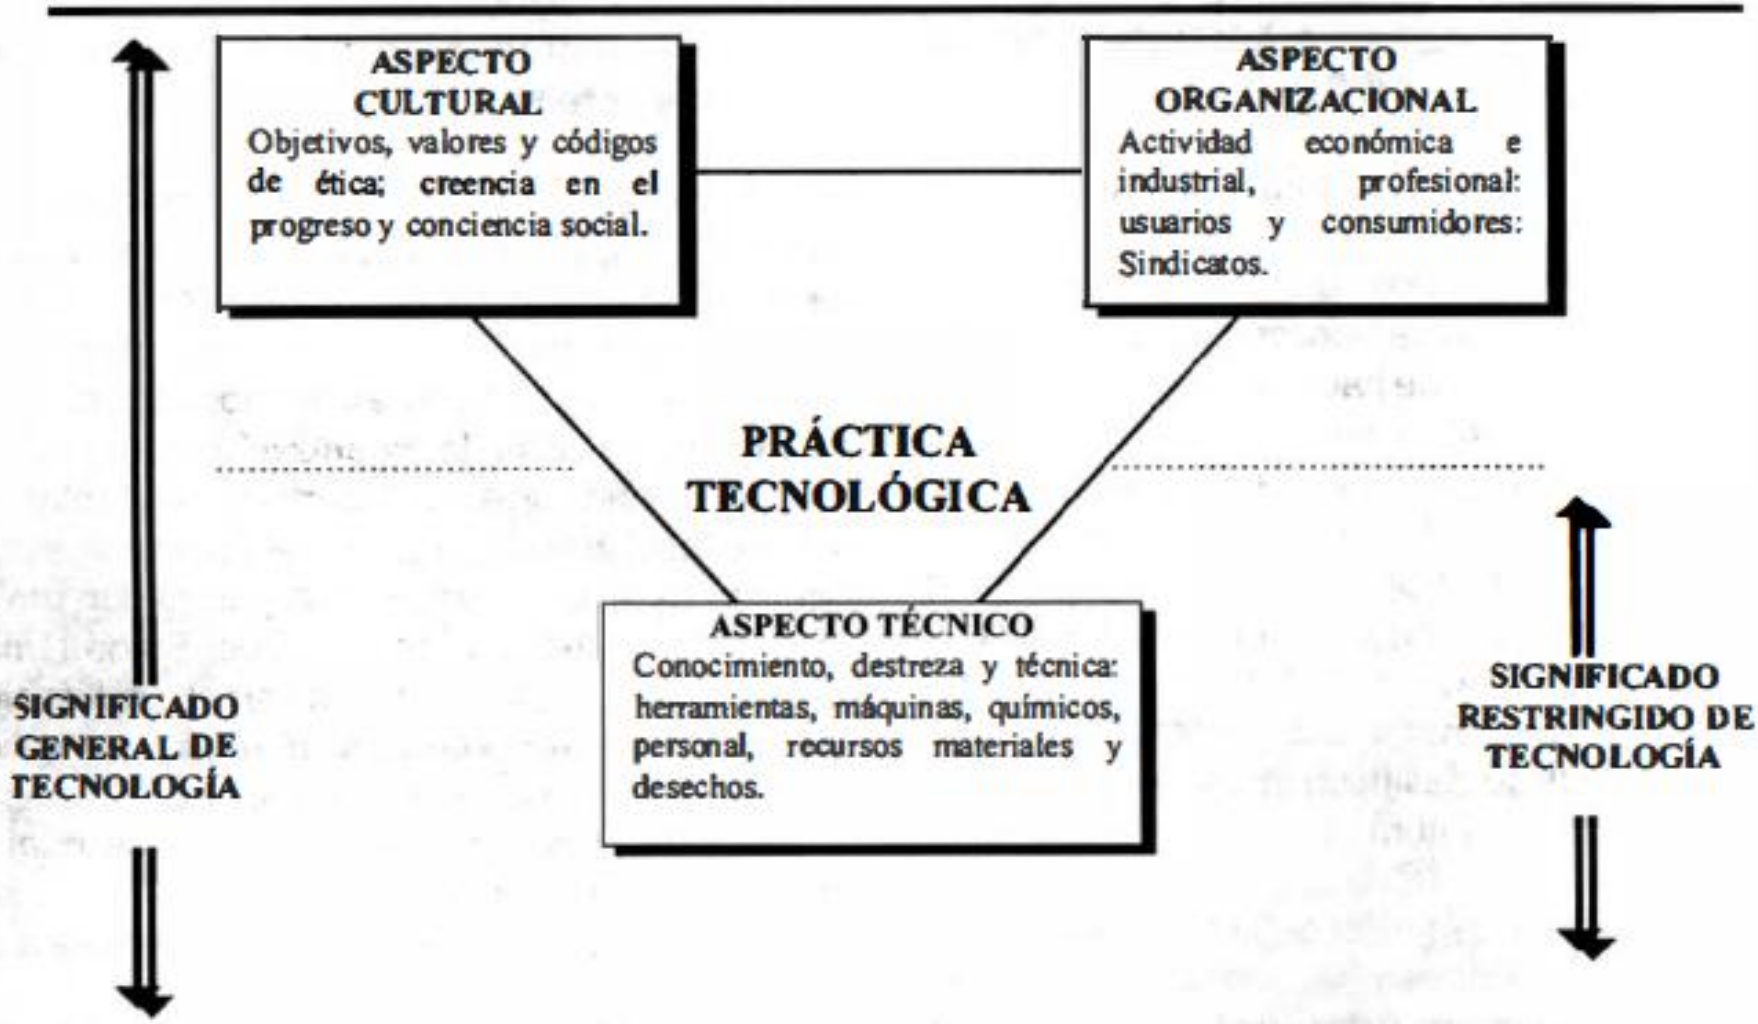 ASPECTO
CULTURAL
Objetivos, valores y códigos
de ética; creencia en el
progreso y conciencia social.
ASPECTO
ORGANIZACIONAL
Actividad económica e
industrial, profesional:
usuarios y consumidores:
Sindicatos.
PRÁCTICA
TECNOLÓGICA
ASPECTO TÉCNICO
Conocimiento, destreza y técnica:
herramientas, máquinas, químicos,
personal, recursos materiales y
desechos.
SIGNIFICADO
GENERAL DE
TECNOLOGÍA
SIGNIFICADO
RESTRINGIDO DE
TECNOLOGÍA